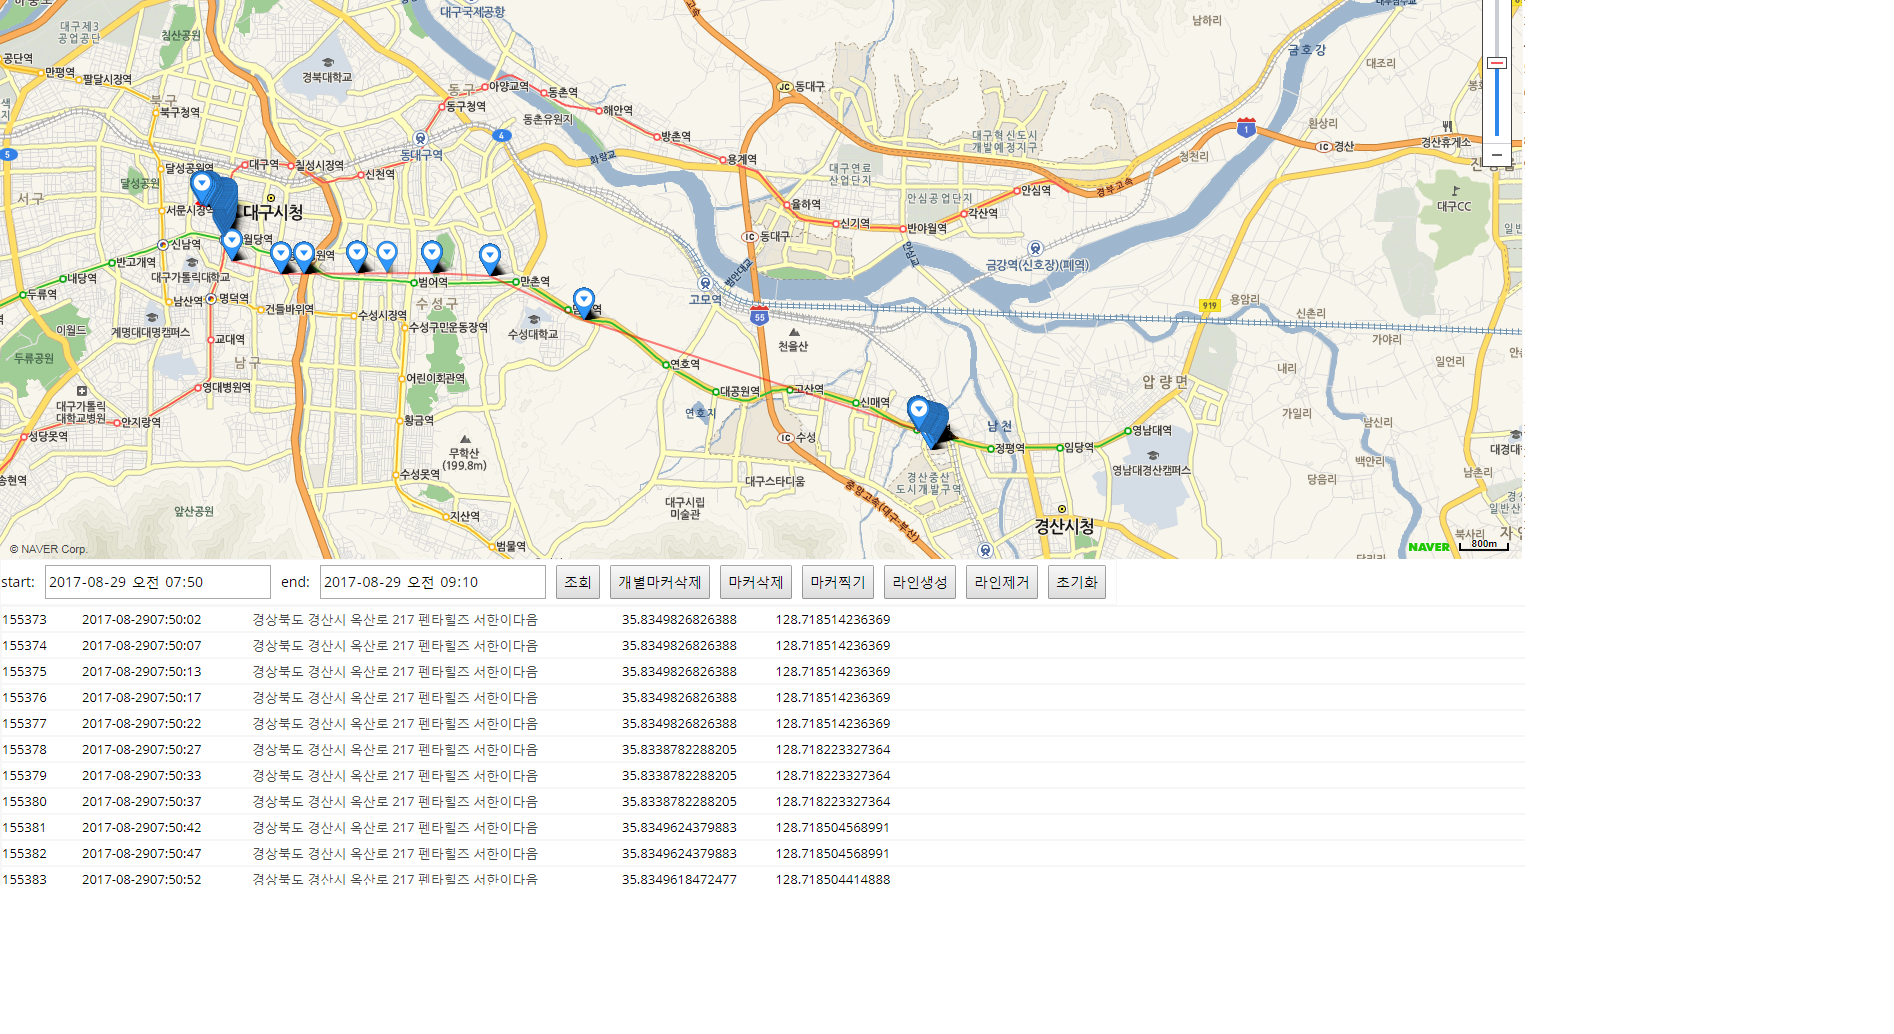 대구국제공항
남하리
대구제3
공업공단
침산공원
금호강
공단역
만평역
팔달시장역
경북대학교
동구
아양교역
동촌역
JC 동대구
대조리
북구
북구청역
동구청역
동촌유원지
해안역
방촌역
4
1
환상리
대구혁신도시
개발예정지구
IC 경산
경산휴게소
5
동대구역
화랑교
용계역
청천리
달성공원역
대구역
칠성시장역
신천역
대구연료
산업단지
달성공원
서구
안심공업단지
안심역
경부고속
대구CC
서문시장역
대구시청
율하역
각산역
신기역
반야월역
IC 동대구
신남역
월당역
원역
안심교
반고개역
대구가톨릭대학교
금강역(신호장)(폐역)
내당역
범어역
만촌역
범안대교
고모역
두류역
남산역
명덕역
건들바위역
수성구
919
용암리
신촌리
수성시장역
55
이월드
계명대대명캠퍼스
수성구민운동장역
수성대학교
천을산
가야리
두류공원
교대역
남구
연호역
일언리
내리
어린이회관역
압량면
영대병원역
대공원역
고산역
대구가톨릭
대학교병원
안지랑역
황금역
연호지
신매역
가일리
남신리
성당못역
IC 수성
남천
영남대역
무학산
(199.8m)
정평역
임당역
백안리
수성못역
영남대경산캠퍼스
남촌리
대구스타디움
경산중산
도시개발구역
당음리
앞산공원
지산역
대구시립
미술관
중앙고속(대구-부산)
경산시청
북사리
범물역
© NAVER Corp.
NAVER
800m
start: 2017-08-29 오전 07:50 end: 2017-08-29 오전 09:10 조회 개별마커삭제 마커삭제 마커찍기 라인생성 라인제거 초기화
155373 2017-08-2907:50:02 경상북도 경산시 옥산로 217 펜타힐즈 서한이다음 35.8349826826388 128.718514236369
155374 2017-08-2907:50:07 경상북도 경산시 옥산로 217 펜타힐즈 서한이다음 35.8349826826388 128.718514236369
155375 2017-08-2907:50:13 경상북도 경산시 옥산로 217 펜타힐즈 서한이다음 35.8349826826388 128.718514236369
155376 2017-08-2907:50:17 경상북도 경산시 옥산로 217 펜타힐즈 서한이다음 35.8349826826388 128.718514236369
155377 2017-08-2907:50:22 경상북도 경산시 옥산로 217 펜타힐즈 서한이다음 35.8349826826388 128.718514236369
155378 2017-08-2907:50:27 경상북도 경산시 옥산로 217 펜타힐즈 서한이다음 35.8338782288205 128.718223327364
155379 2017-08-2907:50:33 경상북도 경산시 옥산로 217 펜타힐즈 서한이다음 35.8338782288205 128.718223327364
155380 2017-08-2907:50:37 경상북도 경산시 옥산로 217 펜타힐즈 서한이다음 35.8338782288205 128.718223327364
155381 2017-08-2907:50:42 경상북도 경산시 옥산로 217 펜타힐즈 서한이다음 35.8349624379883 128.718504568991
155382 2017-08-2907:50:47 경상북도 경산시 옥산로 217 펜타힐즈 서한이다음 35.8349624379883 128.718504568991
155383 2017-08-2907:50:52 경상북도 경산시 옥산로 217 펜타힐즈 서한이다음 35.8349618472477 128.718504414888